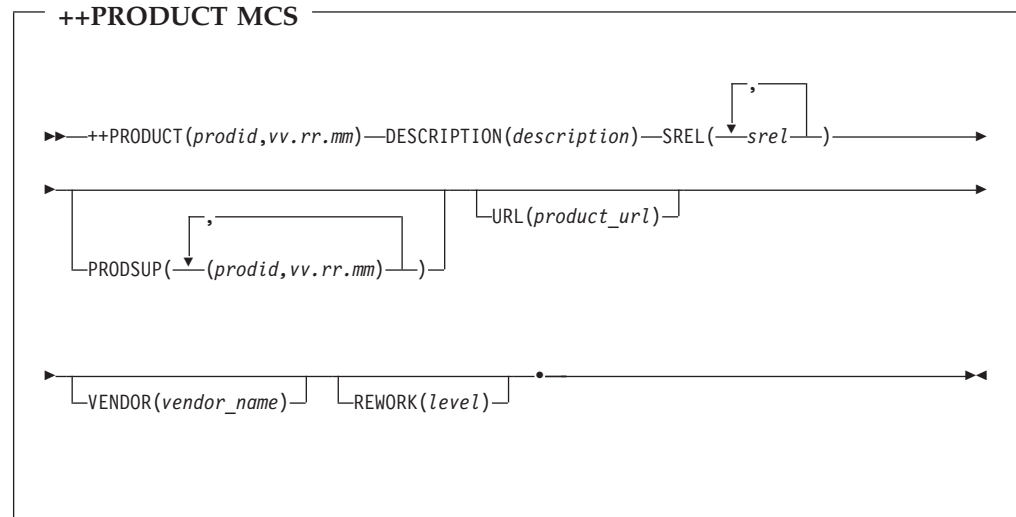 ++PRODUCT MCS
,
++PRODUCT(prodid,vv.rr.mm) DESCRIPTION(description) SREL( srel )
,
URL(product_url)
PRODSUP( (prodid,vv.rr.mm) )
.
VENDOR(vendor_name) REWORK(level)